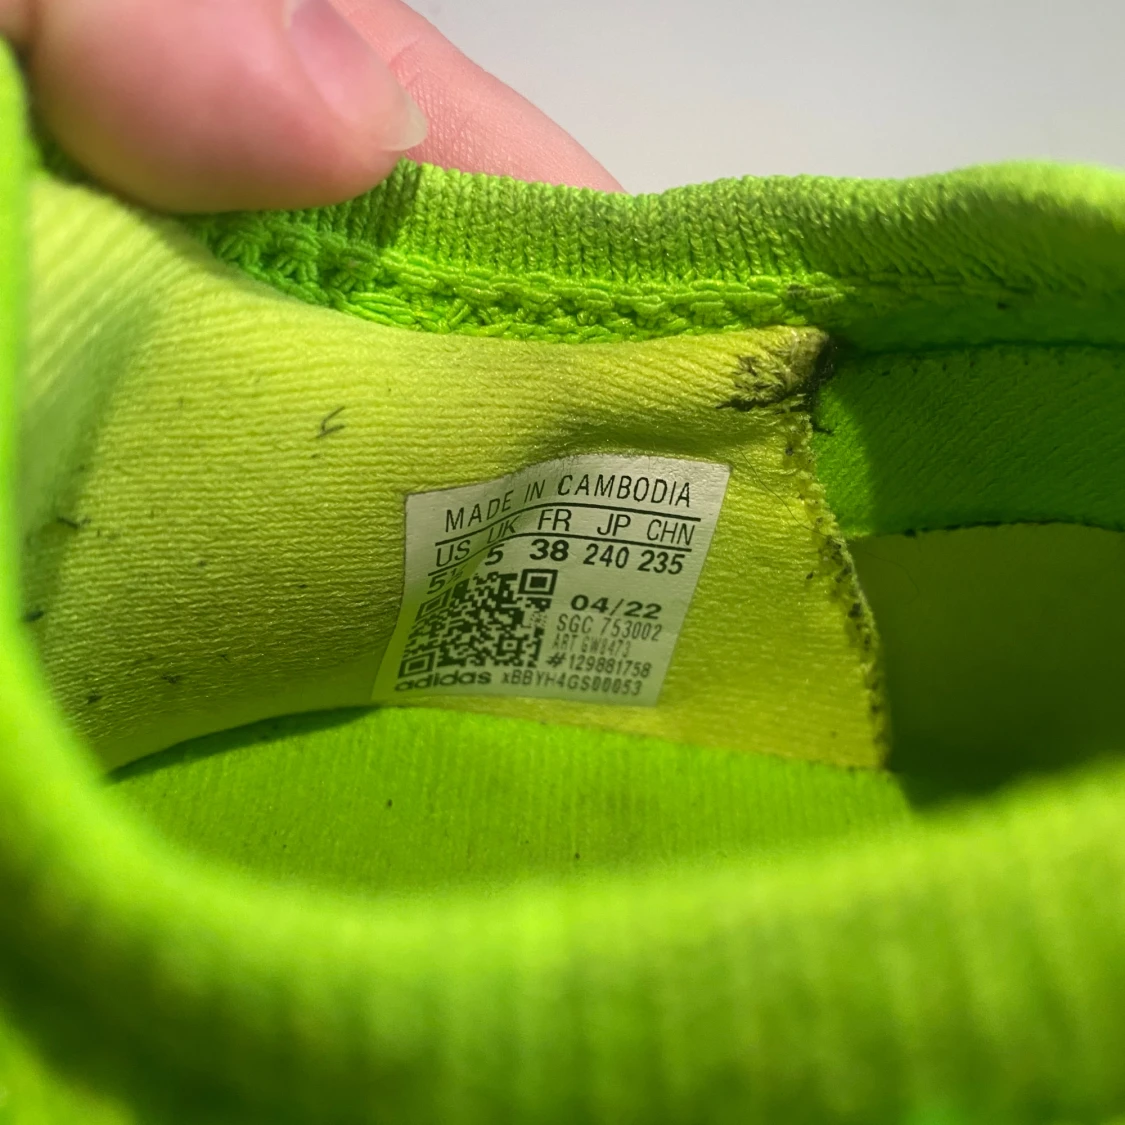 MADE IN CAMBODIA
US UK FR JP CHN
5½ 5 38 240 235
04/22
SGC 753002
ART GW8473
#129881758
adidas xBBYH4GS00053